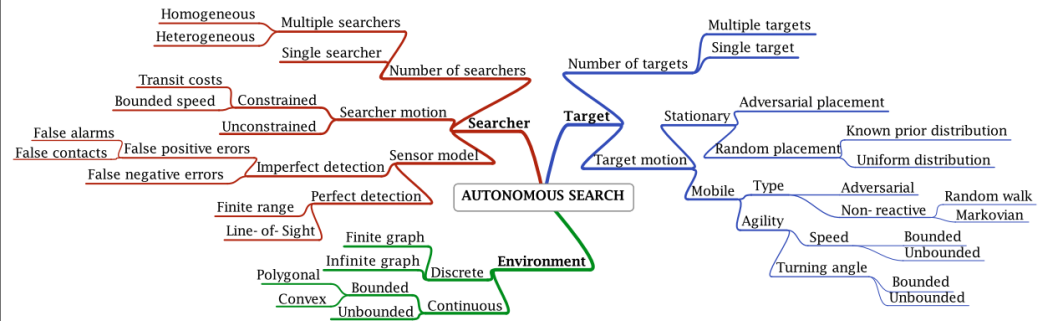 AUTONOMOUS SEARCH
Searcher
Number of searchers
Multiple searchers
Homogeneous
Heterogeneous
Single searcher
Searcher motion
Constrained
Transit costs
Bounded speed
Unconstrained
Sensor model
Imperfect detection
False positive erors
False alarms
False contacts
False negative errors
Perfect detection
Finite range
Line- of- Sight
Target
Number of targets
Multiple targets
Single target
Target motion
Stationary
Adversarial placement
Random placement
Known prior distribution
Uniform distribution
Mobile
Type
Adversarial
Non- reactive
Random walk
Markovian
Agility
Speed
Bounded
Unbounded
Turning angle
Bounded
Unbounded
Environment
Discrete
Finite graph
Infinite graph
Continuous
Bounded
Polygonal
Convex
Unbounded